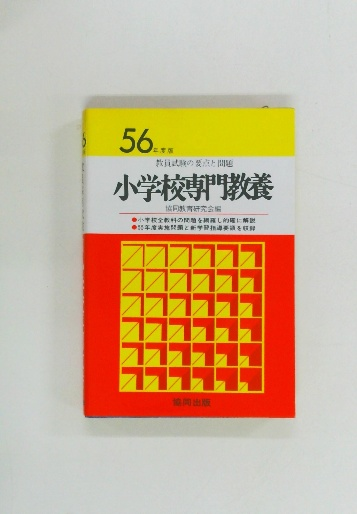 56年度版
教員試験の要点と問題
小学校専門教養
協同教育研究会編
●小学校全教科の問題を網羅し的確に解説
●55年度実施問題と新学習指導要領を収録
協同出版